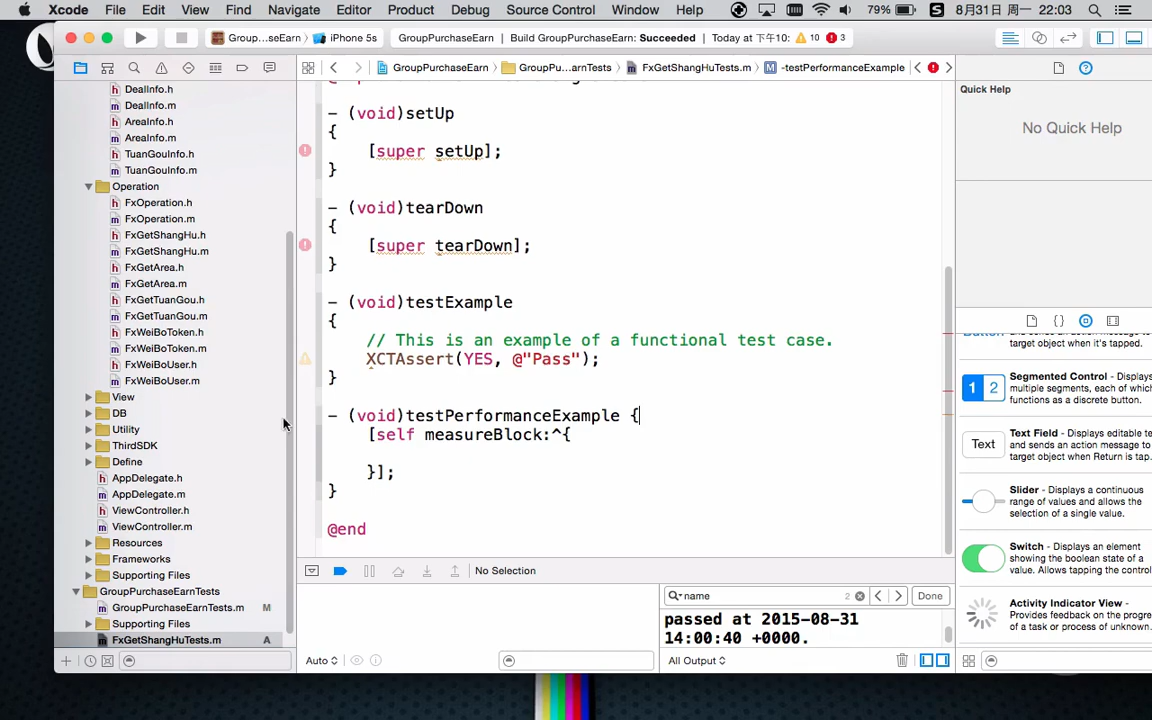 Xcode File Edit View Find Navigate Editor Product Debug Source Control Window Help 79% 8月31日 周一 22:03
Group...seEarn iPhone 5s GroupPurchaseEarn Build GroupPurchaseEarn: Succeeded Today at 下午10: 10 3
GroupPurchaseEarn GroupPu...arnTests FxGetShangHuTests.m -testPerformanceExample
DealInfo.h
DealInfo.m
AreaInfo.h
AreaInfo.m
TuanGouInfo.h
TuanGouInfo.m
Operation
FxOperation.h
FxOperation.m
FxGetShangHu.h
FxGetShangHu.m
FxGetArea.h
FxGetArea.m
FxGetTuanGou.h
FxGetTuanGou.m
FxWeiBoToken.h
FxWeiBoToken.m
FxWeiBoUser.h
FxWeiBoUser.m
View
DB
Utility
ThirdSDK
Define
AppDelegate.h
AppDelegate.m
ViewController.h
ViewController.m
Resources
Frameworks
Supporting Files
GroupPurchaseEarnTests
GroupPurchaseEarnTests.m M
Supporting Files
FxGetShangHuTests.m A
- (void)setUp
{
[super setUp];
}
- (void)tearDown
{
[super tearDown];
}
- (void)testExample
{
// This is an example of a functional test case.
XCTAssert(YES, @"Pass");
}
- (void)testPerformanceExample {
[self measureBlock:^{
}];
}
@end
No Selection
Auto
name 2 Done
passed at 2015-08-31
14:00:40 +0000.
All Output
Quick Help
No Quick Help
target object when it's tapped.
Segmented Control - Displays
multiple segments, each of which
functions as a discrete button.
Text
Text Field - Displays editable te
and sends an action message to
target object when Return is tap
Slider - Displays a continuous
range of values and allows the
selection of a single value.
Switch - Displays an element
showing the boolean state of a
value. Allows tapping the contro
Activity Indicator View -
Provides feedback on the progres
of a task or process of unknown
1 2